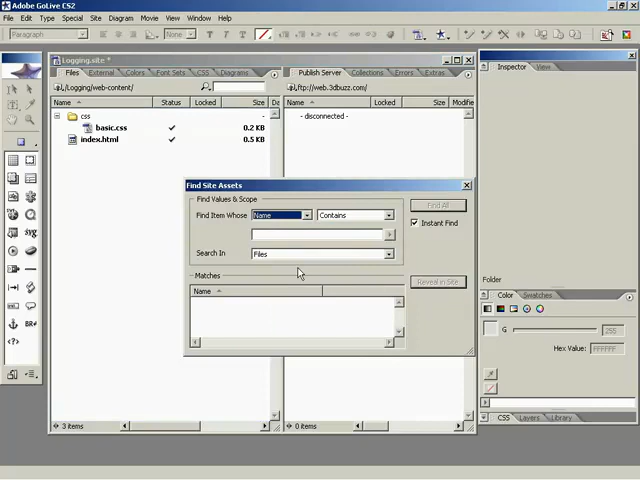 Adobe GoLive CS2
File Edit Type Special Site Diagram Movie View Window Help
Paragraph None
Logging.site *
Files External Colors Font Sets CSS Diagrams
Publish Server Collections Errors Extras
Inspector View
./Logging/web-content/
ftp://web.3dbuzz.com/
Name Status Locked Size
Name Locked Size Modifie
css -
- disconnected -
basic.css 0.2 KB
index.html 0.5 KB
Find Site Assets
Find Values & Scope
Find All
Find Item Whose Name Contains
Instant Find
Search In Files
Matches
Reveal in Site
Name
Folder
Color Swatches
G 255
Hex Value: FFFFFF
CSS Layers Library
3 items
0 items